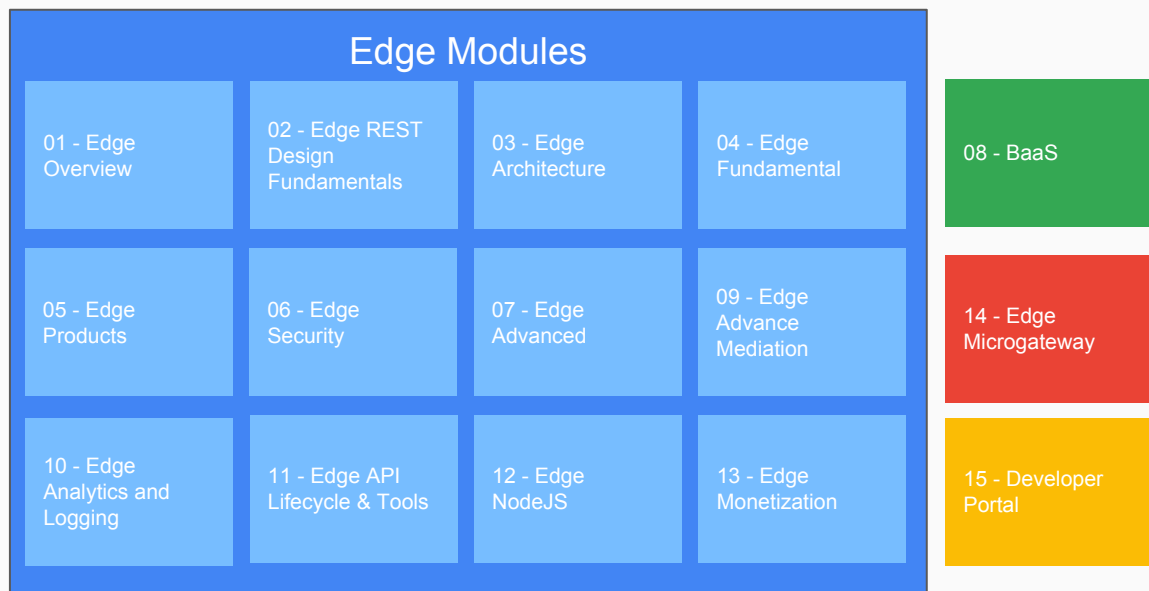 Edge Modules
01 - Edge
Overview
02 - Edge REST
Design
Fundamentals
03 - Edge
Architecture
04 - Edge
Fundamental
08 - BaaS
05 - Edge
Products
06 - Edge
Security
07 - Edge
Advanced
09 - Edge
Advance
Mediation
14 - Edge
Microgateway
10 - Edge
Analytics and
Logging
11 - Edge API
Lifecycle & Tools
12 - Edge
NodeJS
13 - Edge
Monetization
15 - Developer
Portal